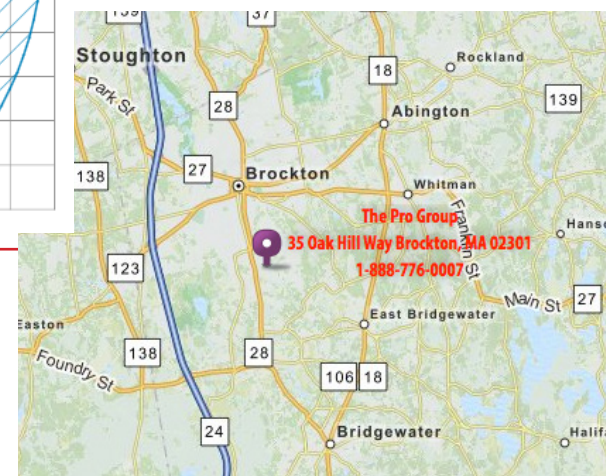 139
37
Stoughton
18
Rockland
Park St
28
139
Abington
138
27
Brockton
Whitman
The Pro Group
35 Oak Hill Way Brockton, MA 02301
1-888-776-0007
Franklin St
123
Main St
27
Easton
East Bridgewater
138
28
Foundry St
106
18
24
Bridgewater